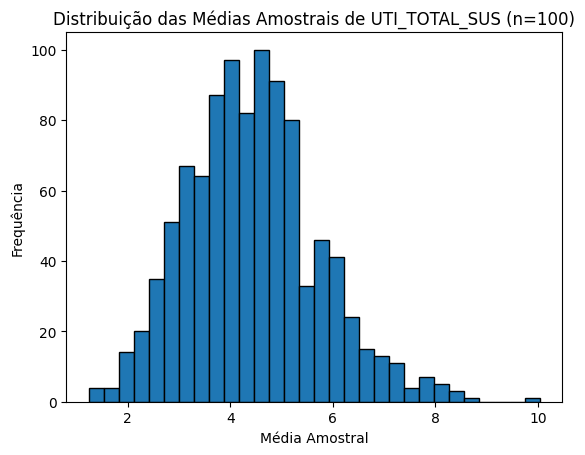 Distribuição das Médias Amostrais de UTI_TOTAL_SUS (n=100)
100
80
60
40
20
0
Frequência
2 4 6 8 10
Média Amostral